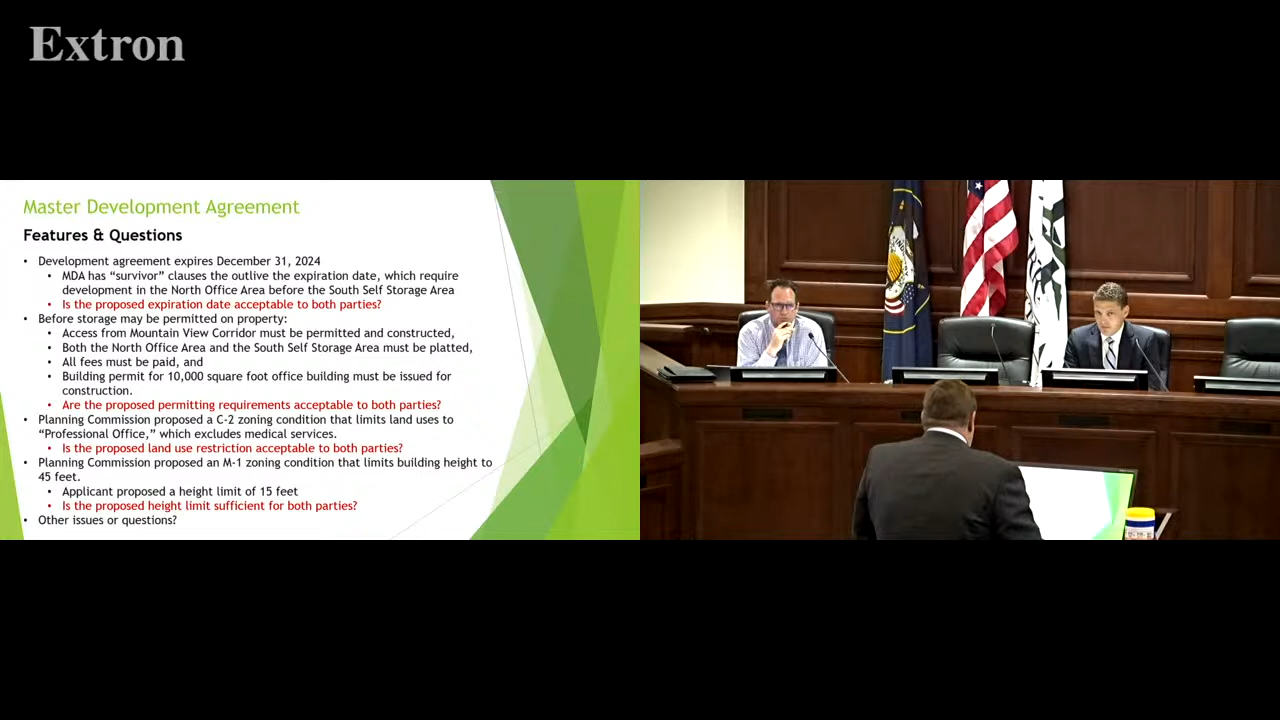 Extron
Master Development Agreement
Features & Questions
• Development agreement expires December 31, 2024
• MDA has “survivor” clauses the outlive the expiration date, which require
development in the North Office Area before the South Self Storage Area
• Is the proposed expiration date acceptable to both parties?
• Before storage may be permitted on property:
• Access from Mountain View Corridor must be permitted and constructed,
• Both the North Office Area and the South Self Storage Area must be platted,
• All fees must be paid, and
• Building permit for 10,000 square foot office building must be issued for
construction.
• Are the proposed permitting requirements acceptable to both parties?
• Planning Commission proposed a C-2 zoning condition that limits land uses to
“Professional Office,” which excludes medical services.
• Is the proposed land use restriction acceptable to both parties?
• Planning Commission proposed an M-1 zoning condition that limits building height to
45 feet.
• Applicant proposed a height limit of 15 feet
• Is the proposed height limit sufficient for both parties?
• Other issues or questions?